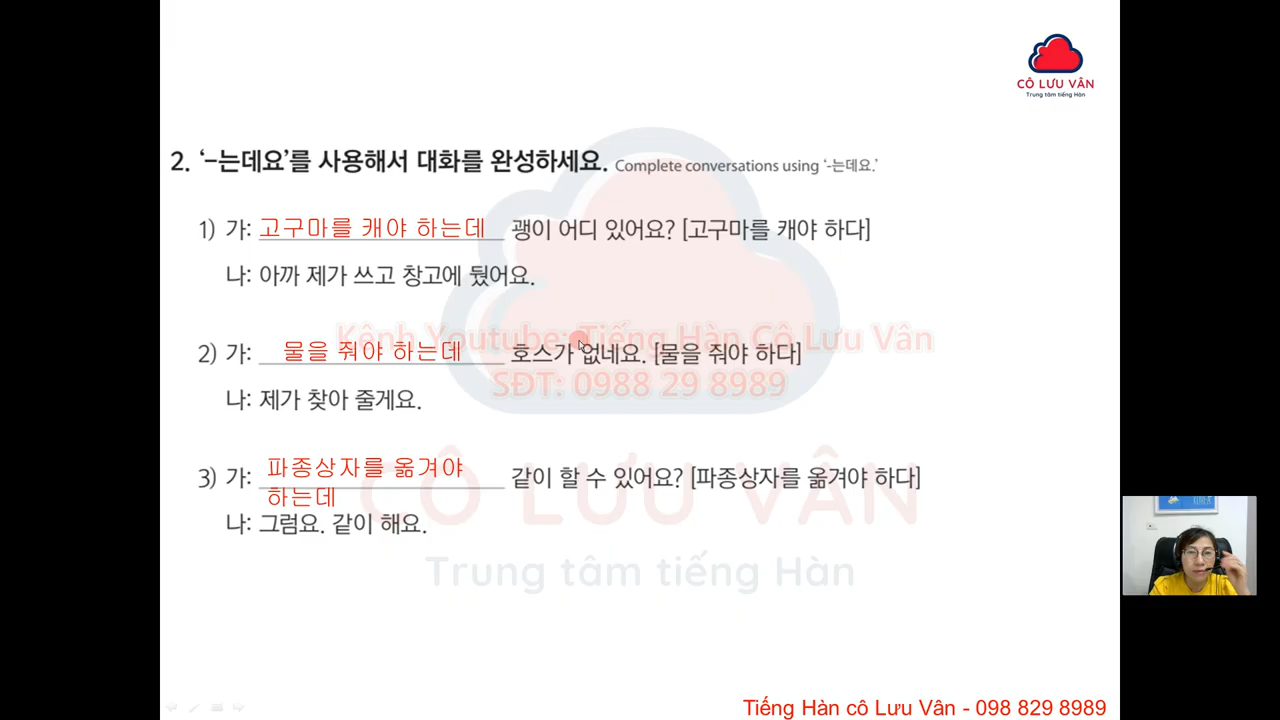 CÔ LƯU VÂN
Trung tâm tiếng Hàn
2. ‘-는데요’를 사용해서 대화를 완성하세요. Complete conversations using ‘-는데요.’
1) 가: 고구마를 캐야 하는데 괭이 어디 있어요? [고구마를 캐야 하다]
나: 아까 제가 쓰고 창고에 뒀어요.
Kênh Youtube: Tiếng Hàn Cô Lưu Vân
2) 가: 물을 줘야 하는데 호스가 없네요. [물을 줘야 하다]
SĐT: 0988 29 8989
나: 제가 찾아 줄게요.
3) 가: 파종상자를 옮겨야 하는데 같이 할 수 있어요? [파종상자를 옮겨야 하다]
CÔ LƯU VÂN
나: 그럼요. 같이 해요.
Trung tâm tiếng Hàn
Tiếng Hàn cô Lưu Vân - 098 829 8989